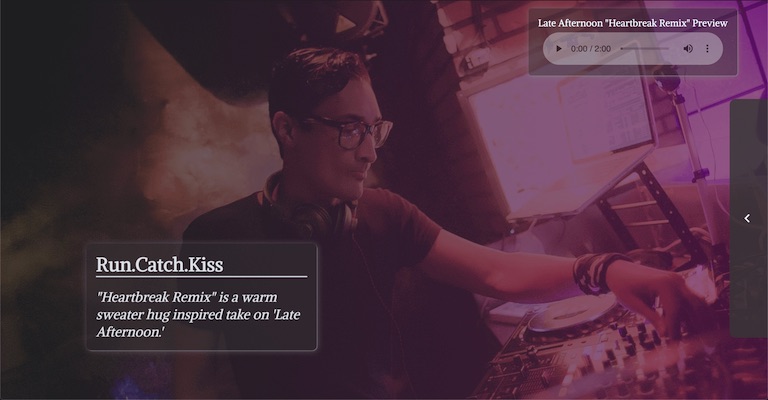 Late Afternoon "Heartbreak Remix" Preview
0:00 / 2:00
Run.Catch.Kiss
"Heartbreak Remix" is a warm
sweater hug inspired take on 'Late
Afternoon.'